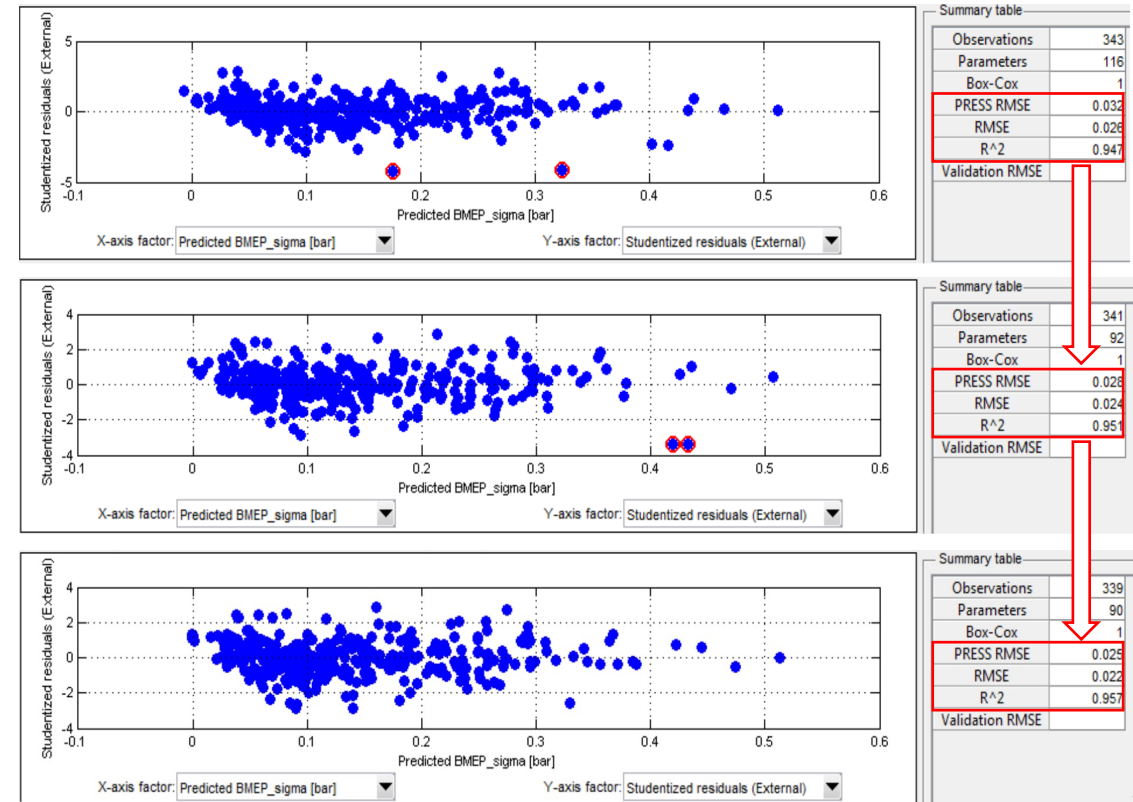 Studentized residuals (External)
5
0
-5
-0.1 0 0.1 0.2 0.3 0.4 0.5 0.6
Predicted BMEP_sigma [bar]
X-axis factor: Predicted BMEP_sigma [bar] Y-axis factor: Studentized residuals (External)
Summary table
Observations 343
Parameters 116
Box-Cox 1
PRESS RMSE 0.032
RMSE 0.026
R^2 0.947
Validation RMSE
Studentized residuals (External)
4
2
0
-2
-4
-0.1 0 0.1 0.2 0.3 0.4 0.5 0.6
Predicted BMEP_sigma [bar]
X-axis factor: Predicted BMEP_sigma [bar] Y-axis factor: Studentized residuals (External)
Summary table
Observations 341
Parameters 92
Box-Cox 1
PRESS RMSE 0.028
RMSE 0.024
R^2 0.951
Validation RMSE
Studentized residuals (External)
4
2
0
-2
-4
-0.1 0 0.1 0.2 0.3 0.4 0.5 0.6
Predicted BMEP_sigma [bar]
X-axis factor: Predicted BMEP_sigma [bar] Y-axis factor: Studentized residuals (External)
Summary table
Observations 339
Parameters 90
Box-Cox 1
PRESS RMSE 0.025
RMSE 0.022
R^2 0.957
Validation RMSE